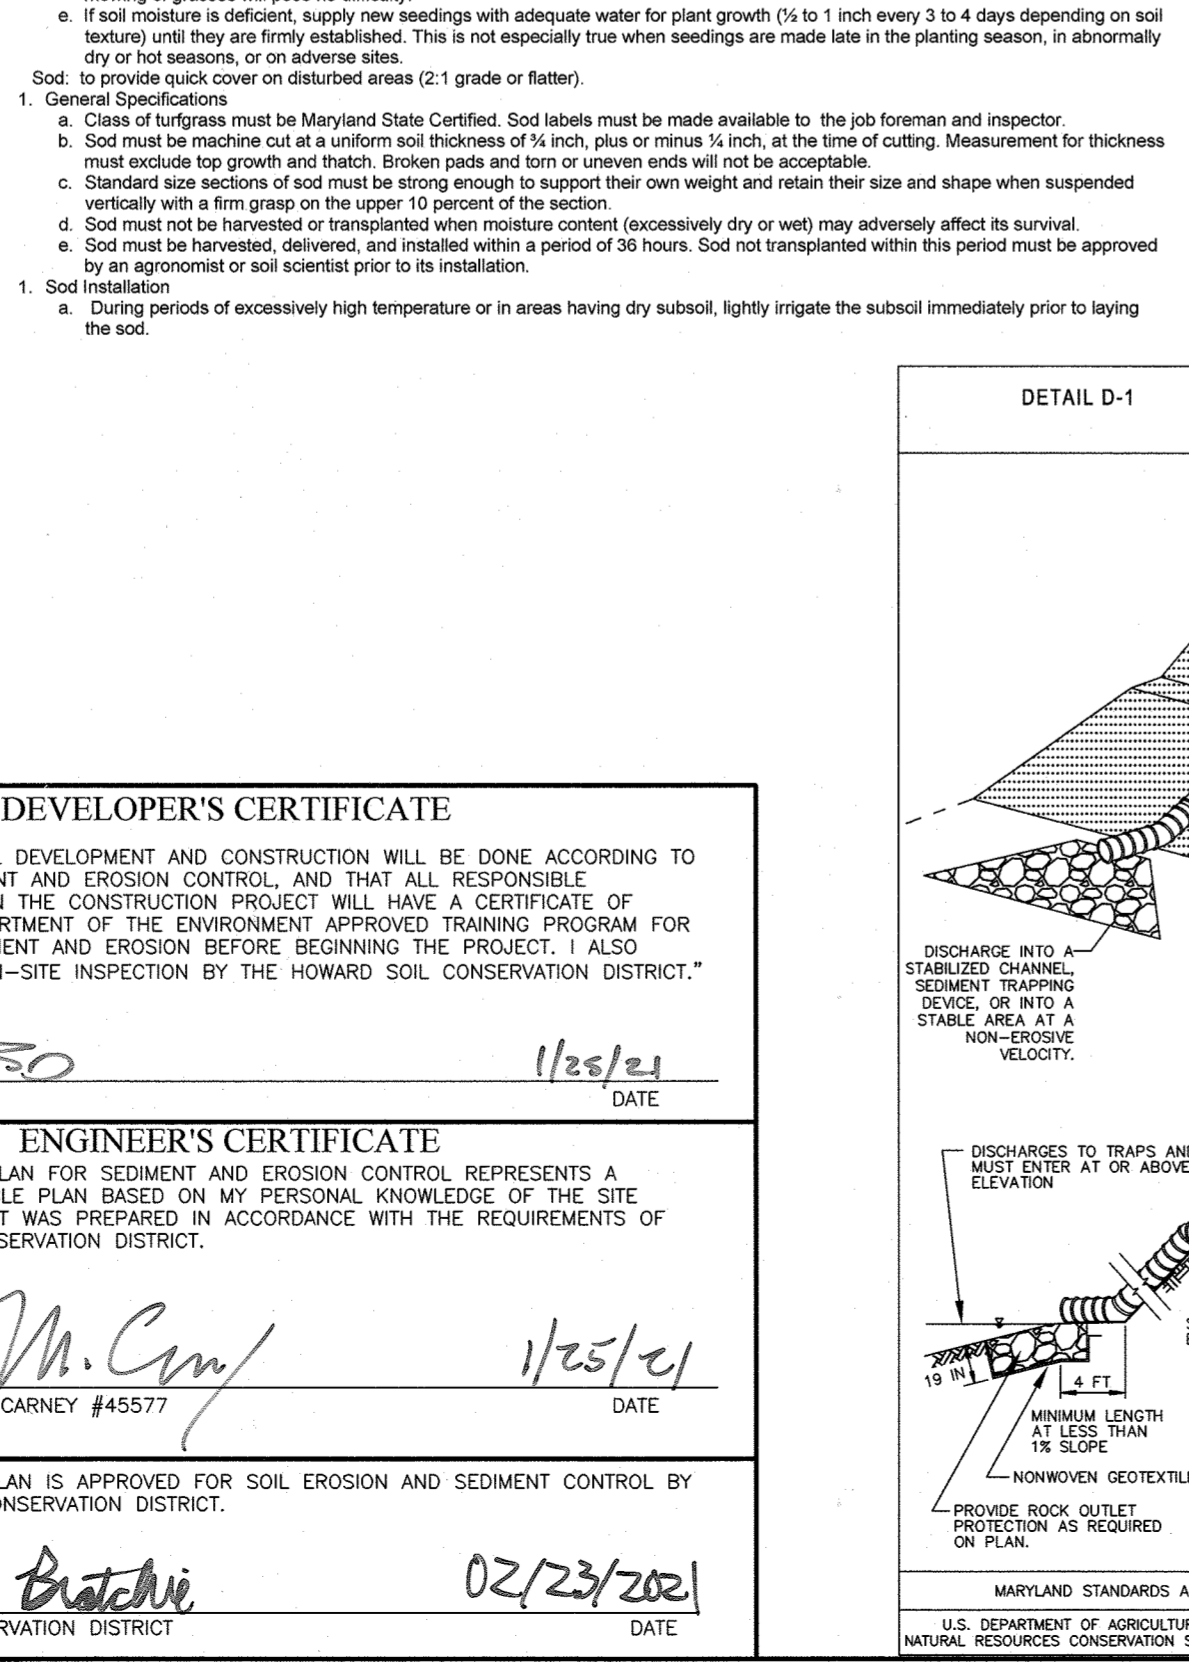 e. If soil moisture is deficient, supply new seedings with adequate water for plant growth (½ to 1 inch every 3 to 4 days depending on soil
texture) until they are firmly established. This is not especially true when seedings are made late in the planting season, in abnormally
dry or hot seasons, or on adverse sites.
Sod: to provide quick cover on disturbed areas (2:1 grade or flatter).
1. General Specifications
a. Class of turfgrass must be Maryland State Certified. Sod labels must be made available to the job foreman and inspector.
b. Sod must be machine cut at a uniform soil thickness of ¾ inch, plus or minus ¼ inch, at the time of cutting. Measurement for thickness
must exclude top growth and thatch. Broken pads and torn or uneven ends will not be acceptable.
c. Standard size sections of sod must be strong enough to support their own weight and retain their size and shape when suspended
vertically with a firm grasp on the upper 10 percent of the section.
d. Sod must not be harvested or transplanted when moisture content (excessively dry or wet) may adversely affect its survival.
e. Sod must be harvested, delivered, and installed within a period of 36 hours. Sod not transplanted within this period must be approved
by an agronomist or soil scientist prior to its installation.
1. Sod Installation
a. During periods of excessively high temperature or in areas having dry subsoil, lightly irrigate the subsoil immediately prior to laying
the sod.
DEVELOPER'S CERTIFICATE
DEVELOPMENT AND CONSTRUCTION WILL BE DONE ACCORDING TO
NT AND EROSION CONTROL, AND THAT ALL RESPONSIBLE
THE CONSTRUCTION PROJECT WILL HAVE A CERTIFICATE OF
RTMENT OF THE ENVIRONMENT APPROVED TRAINING PROGRAM FOR
ENT AND EROSION BEFORE BEGINNING THE PROJECT. I ALSO
-SITE INSPECTION BY THE HOWARD SOIL CONSERVATION DISTRICT."
1/25/21
DATE
ENGINEER'S CERTIFICATE
LAN FOR SEDIMENT AND EROSION CONTROL REPRESENTS A
LE PLAN BASED ON MY PERSONAL KNOWLEDGE OF THE SITE
T WAS PREPARED IN ACCORDANCE WITH THE REQUIREMENTS OF
SERVATION DISTRICT.
1/25/21
CARNEY #45577
DATE
LAN IS APPROVED FOR SOIL EROSION AND SEDIMENT CONTROL BY
ONSERVATION DISTRICT.
Bratchie 02/23/2021
RVATION DISTRICT
DATE
DETAIL D-1
DISCHARGE INTO A
STABILIZED CHANNEL,
SEDIMENT TRAPPING
DEVICE, OR INTO A
STABLE AREA AT A
NON-EROSIVE
VELOCITY.
DISCHARGES TO TRAPS AN
MUST ENTER AT OR ABOVE
ELEVATION
19 IN
4 FT
MINIMUM LENGTH
AT LESS THAN
1% SLOPE
NONWOVEN GEOTEXTIL
PROVIDE ROCK OUTLET
PROTECTION AS REQUIRED
ON PLAN.
MARYLAND STANDARDS A
U.S. DEPARTMENT OF AGRICULTUR
NATURAL RESOURCES CONSERVATION S